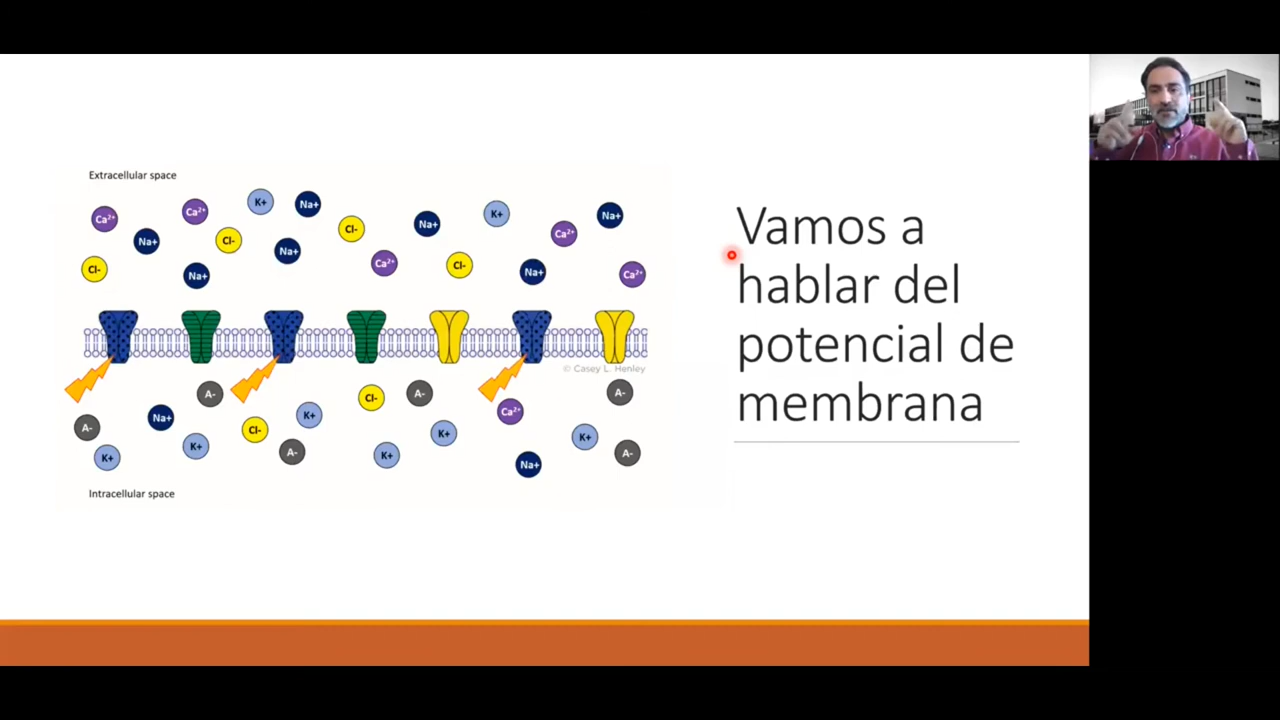 Extracellular space
Ca²⁺
Ca²⁺
K+
Na+
K+
Na+
Na+
Cl-
Na+
Ca²⁺
Na+
Cl-
Na+
Cl-
Na+
Ca²⁺
Cl-
Na+
Ca²⁺
© Casey L. Henley
A-
Na+
A-
K+
K+
Cl-
A-
K+
Cl-
A-
K+
K+
Ca²⁺
Na+
K+
A-
A-
Intracellular space
Vamos a
hablar del
potencial de
membrana